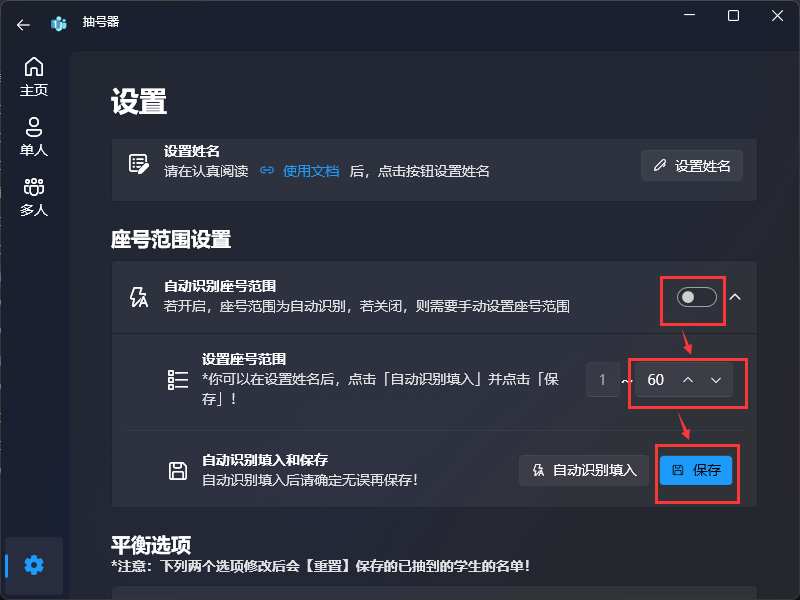 抽号器
主页
单人
多人
设置
设置姓名
请在认真阅读 使用文档 后，点击按钮设置姓名
设置姓名
座号范围设置
自动识别座号范围
若开启，座号范围为自动识别，若关闭，则需要手动设置座号范围
设置座号范围
*你可以在设置姓名后，点击「自动识别填入」并点击「保
存」！
1 ~ 60
自动识别填入和保存
自动识别填入后请确定无误再保存！
自动识别填入
保存
平衡选项
*注意：下列两个选项修改后会【重置】保存的已抽到的学生的名单！